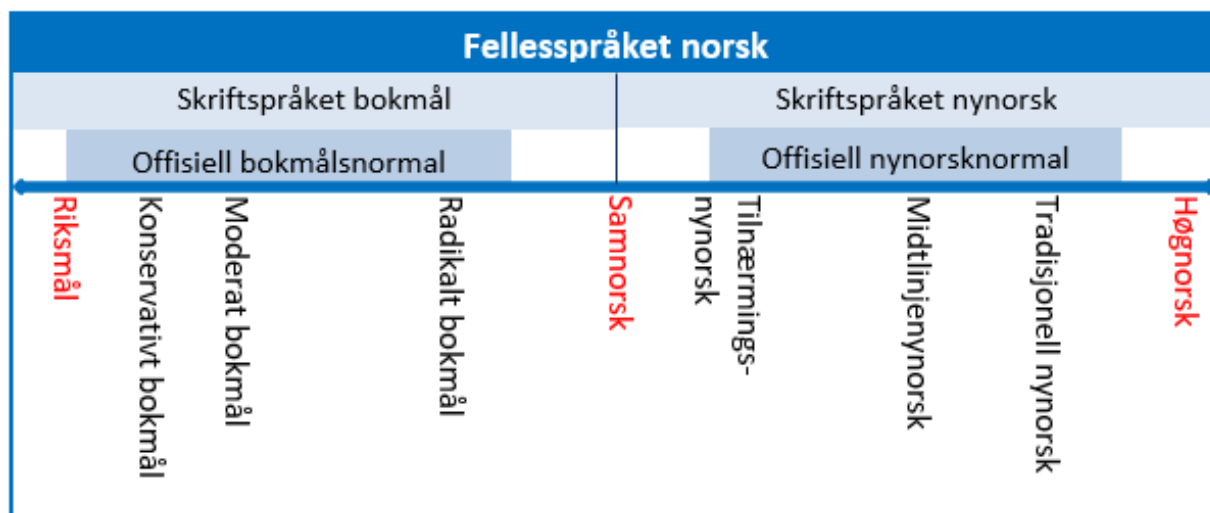 Fellesspråket norsk
Skriftspråket bokmål
Skriftspråket nynorsk
Offisiell bokmålsnormal
Offisiell nynorsknormal
Riksmål
Konservativt bokmål
Moderat bokmål
Radikalt bokmål
Samnorsk
Tilnærmings-
nynorsk
Midtlinjenynorsk
Tradisjonell nynorsk
Høgnorsk